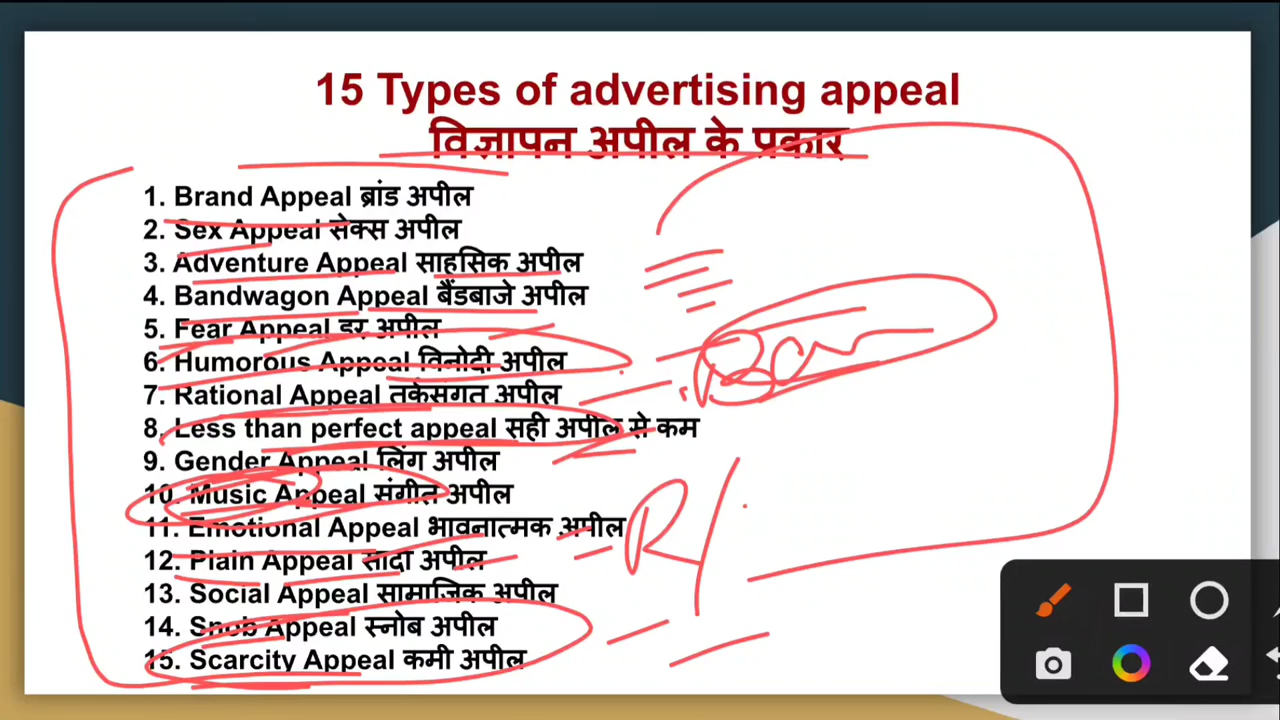 15 Types of advertising appeal
विज्ञापन अपील के प्रकार
1. Brand Appeal ब्रांड अपील
2. Sex Appeal सेक्स अपील
3. Adventure Appeal साहसिक अपील
4. Bandwagon Appeal बैंडबाजे अपील
5. Fear Appeal डर अपील
6. Humorous Appeal विनोदी अपील
7. Rational Appeal तर्कसंगत अपील
8. Less than perfect appeal सही अपील से कम
9. Gender Appeal लिंग अपील
10. Music Appeal संगीत अपील
11. Emotional Appeal भावनात्मक अपील
12. Plain Appeal सादा अपील
13. Social Appeal सामाजिक अपील
14. Snob Appeal स्नोब अपील
15. Scarcity Appeal कमी अपील